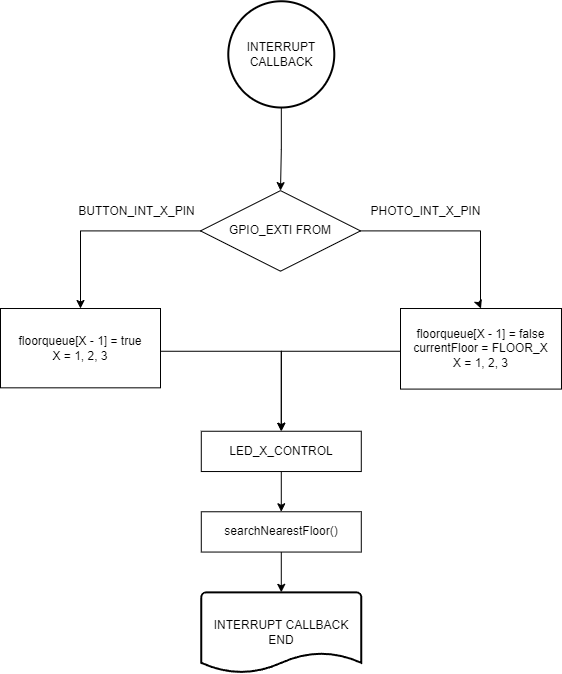 INTERRUPT
CALLBACK
BUTTON_INT_X_PIN
PHOTO_INT_X_PIN
GPIO_EXTI FROM
floorqueue[X - 1] = true
X = 1, 2, 3
floorqueue[X - 1] = false
currentFloor = FLOOR_X
X = 1, 2, 3
LED_X_CONTROL
searchNearestFloor()
INTERRUPT CALLBACK
END